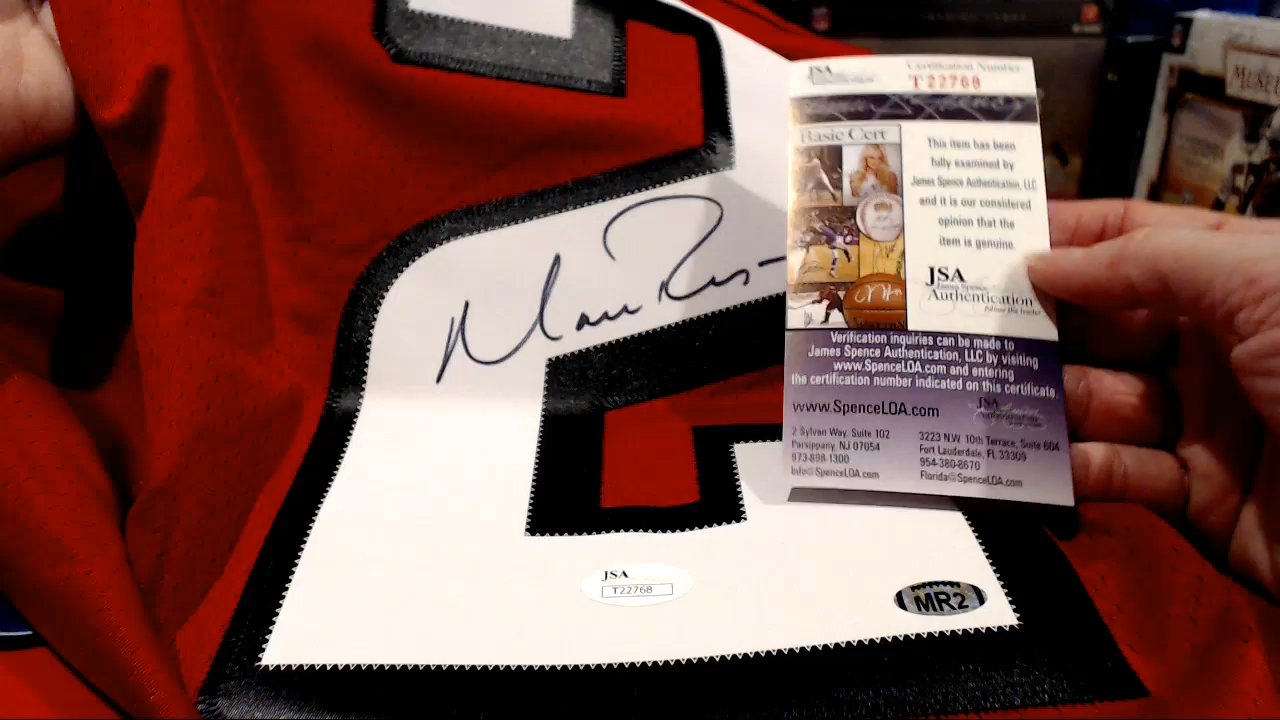 JSA
Certification Number
T22768
Basic Cert
This item has been
fully examined by
James Spence Authentication, LLC
and it is our considered
opinion that the
item is genuine.
JSA
James Spence
Authentication
Verification inquiries can be made to
James Spence Authentication, LLC by visiting
www.SpenceLOA.com and entering
the certification number indicated on this certificate.
www.SpenceLOA.com
JSA
2 Sylvan Way, Suite 102
Parsippany, NJ 07054
973-898-1300
Info@SpenceLOA.com
3223 N.W. 10th Terrace, Suite 604
Fort Lauderdale, FL 33309
954-380-8670
Florida@SpenceLOA.com
JSA
T22768
MR2
2